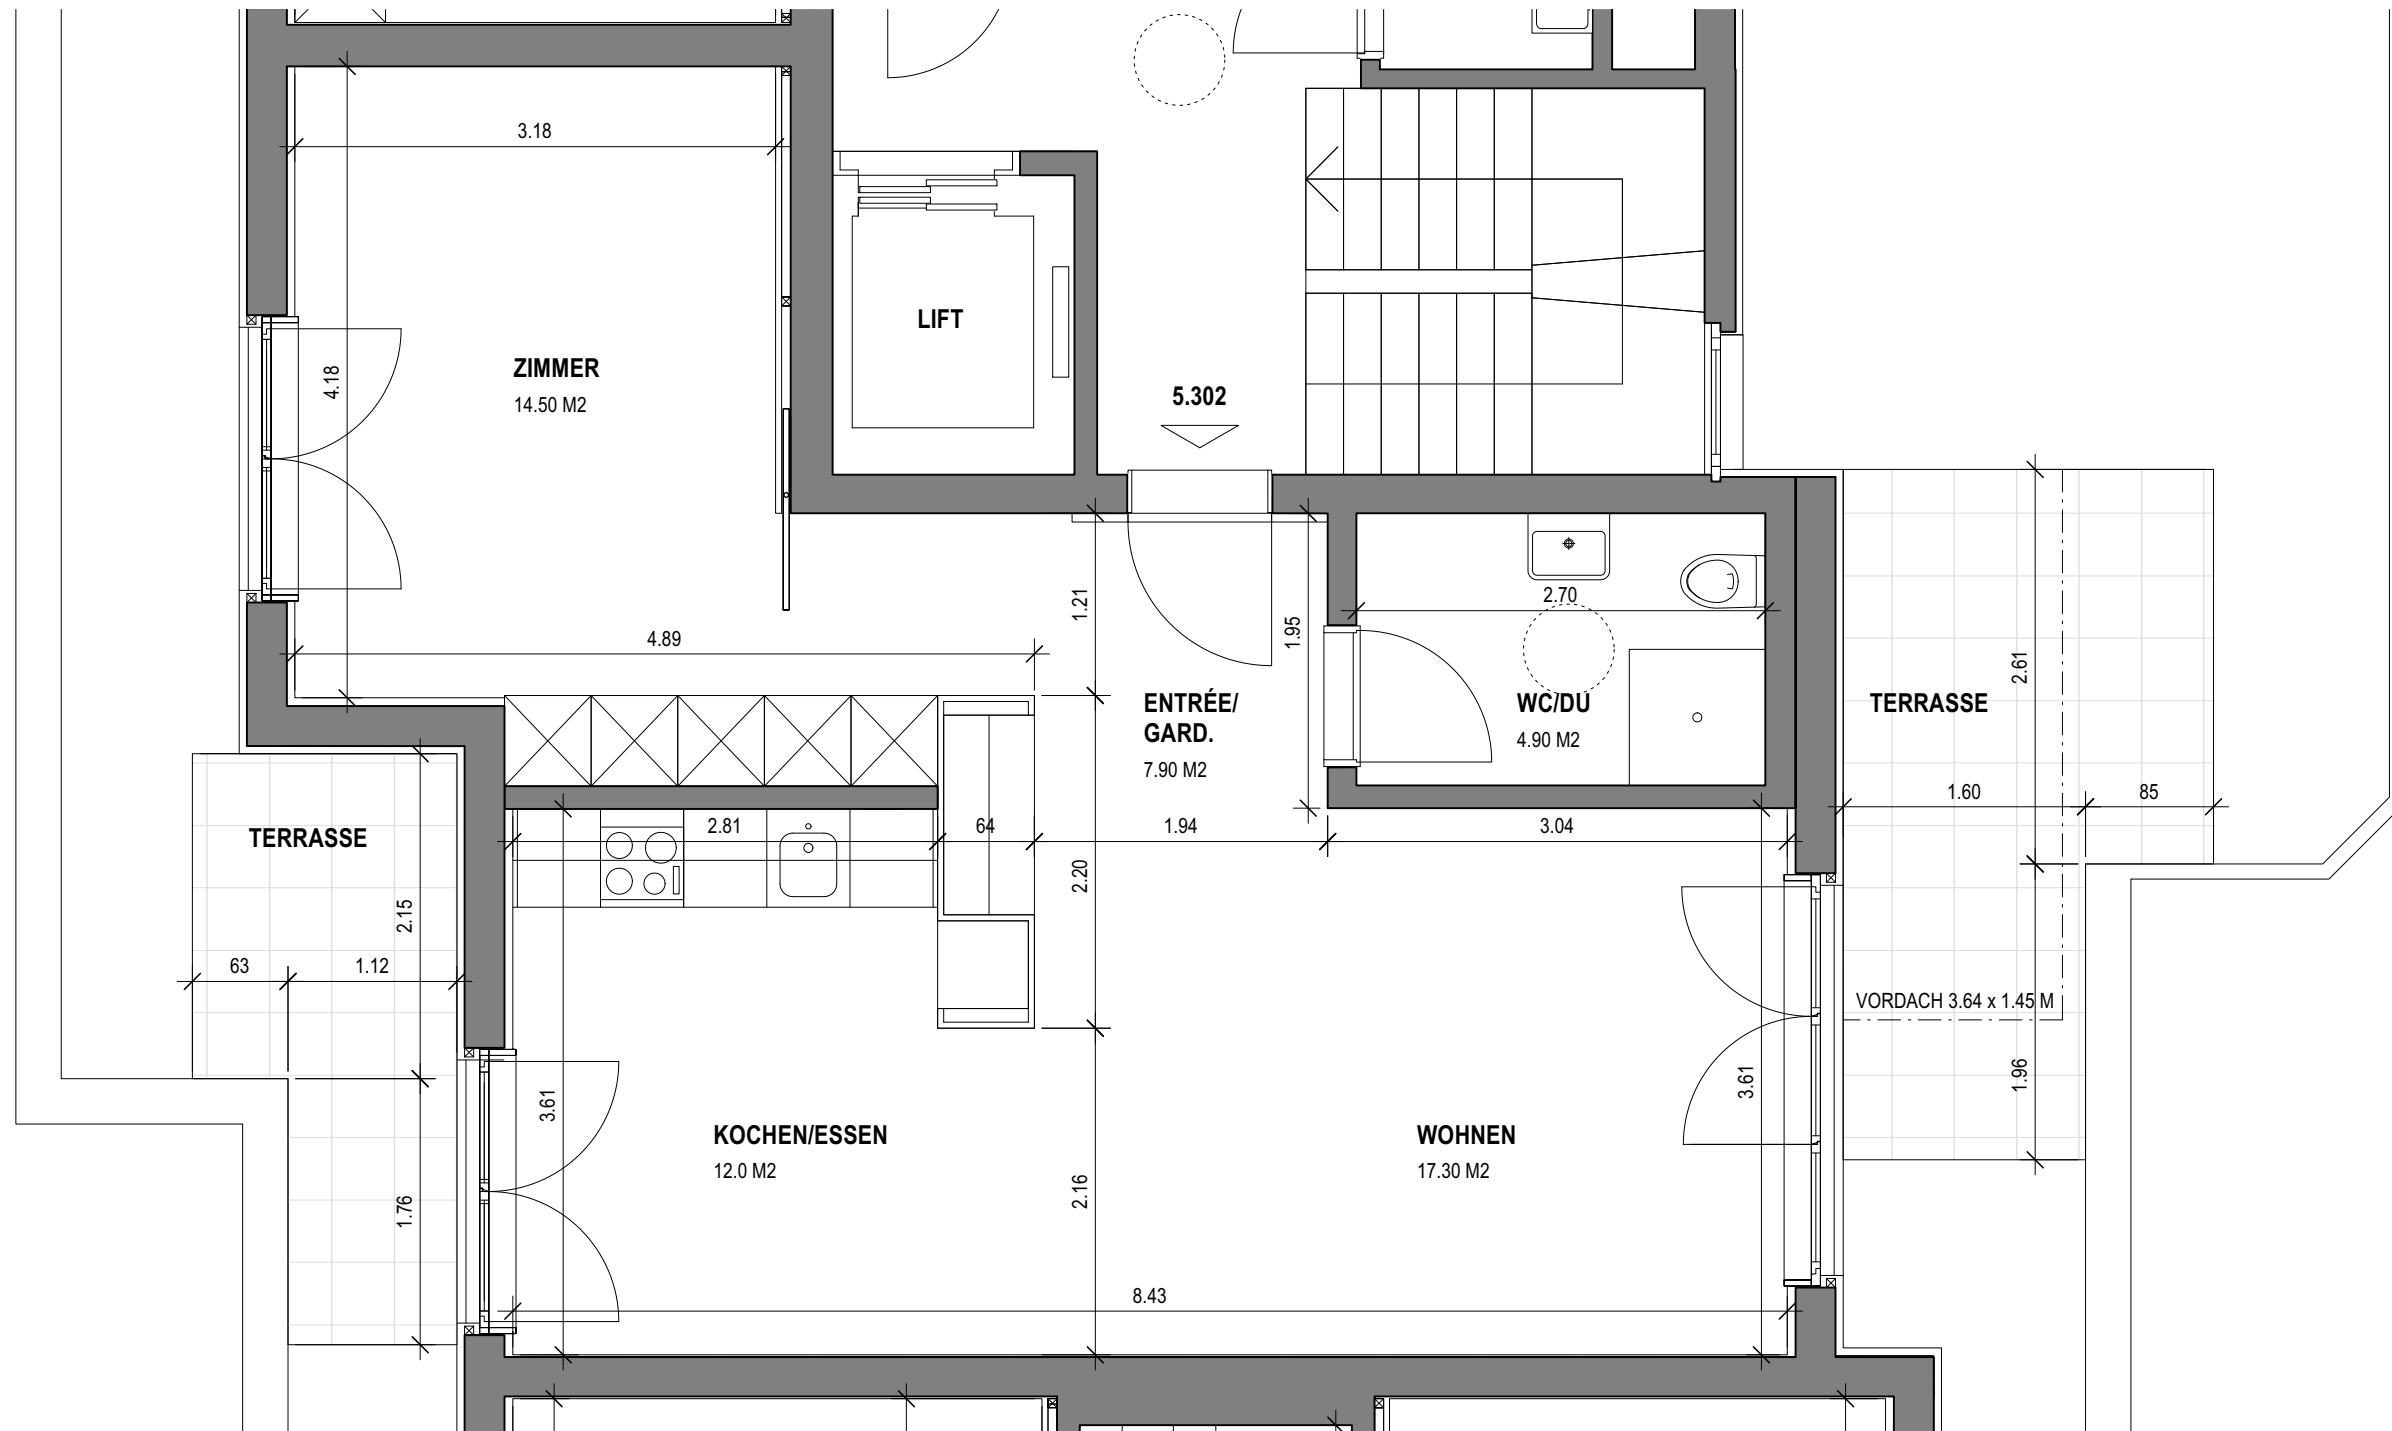 3.18
LIFT
ZIMMER
14.50 M2
4.18
5.302
1.21
1.95
2.70
4.89
2.61
ENTRÉE/
GARD.
7.90 M2
WC/DU
4.90 M2
TERRASSE
1.60
85
TERRASSE
2.81
64
1.94
3.04
2.20
2.15
63
1.12
VORDACH 3.64 x 1.45 M
1.96
3.61
3.61
KOCHEN/ESSEN
12.0 M2
WOHNEN
17.30 M2
1.76
2.16
8.43